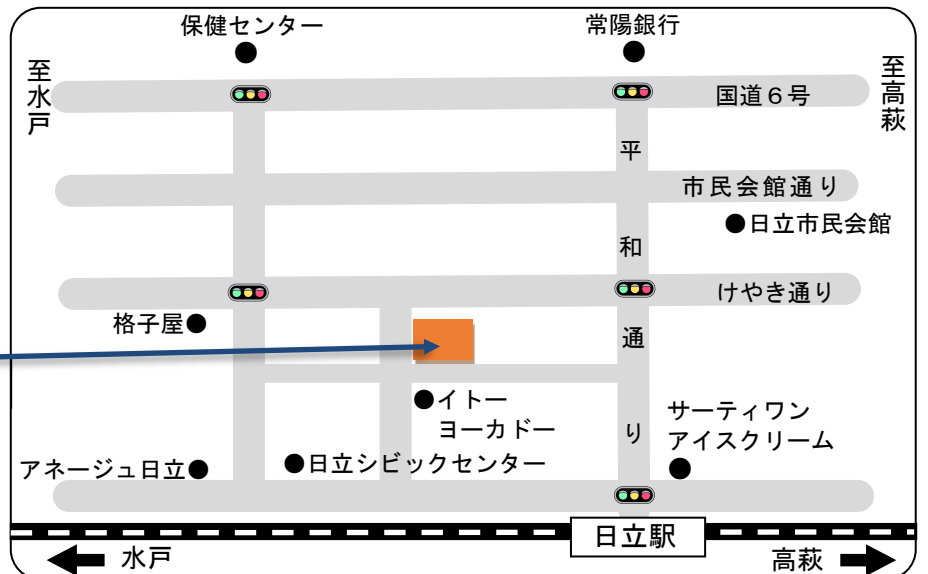 保健センター
常陽銀行
至水戸
至高萩
国道６号
平和通り
市民会館通り
●日立市民会館
けやき通り
格子屋●
●イトー
ヨーカドー
サーティワン
アイスクリーム
アネージュ日立●
●日立シビックセンター
日立駅
水戸
高萩